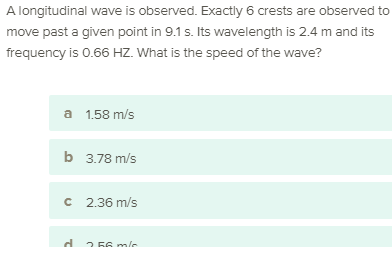 A longitudinal wave is observed. Exactly 6 crests are observed to
move past a given point in 9.1 s. Its wavelength is 2.4 m and its
frequency is 0.66 HZ. What is the speed of the wave?
a 1.58 m/s
b 3.78 m/s
c 2.36 m/s
d 2.56 m/s